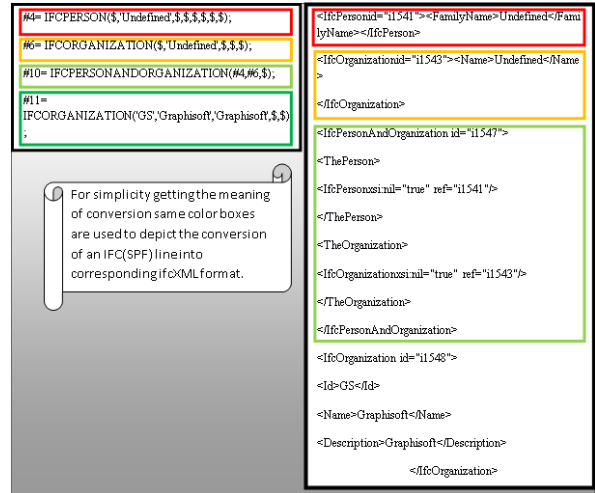 #4= IFCPERSON($,'Undefined',$,$,$,$,$,$);
#6= IFCORGANIZATION($,'Undefined',$,$,$);
#10= IFCPERSONANDORGANIZATION(#4,#6,$);
#11=
IFCORGANIZATION('GS','Graphisoft','Graphisoft',$,$)
;
For simplicity getting the meaning
of conversion same color boxes
are used to depict the conversion
of an IFC(SPF) line into
corresponding ifcXML format.
<IfcPersonid="i1541"><FamilyName>Undefined</Fami
lyName></IfcPerson>
<IfcOrganizationid="i1543"><Name>Undefined</Name
>
</IfcOrganization>
<IfcPersonAndOrganization id="i1547">
<ThePerson>
<IfcPersonxsi:nil="true" ref="i1541"/>
</ThePerson>
<TheOrganization>
<IfcOrganizationxsi:nil="true" ref="i1543"/>
</TheOrganization>
</IfcPersonAndOrganization>
<IfcOrganization id="i1548">
<Id>GS</Id>
<Name>Graphisoft</Name>
<Description>Graphisoft</Description>
</IfcOrganization>